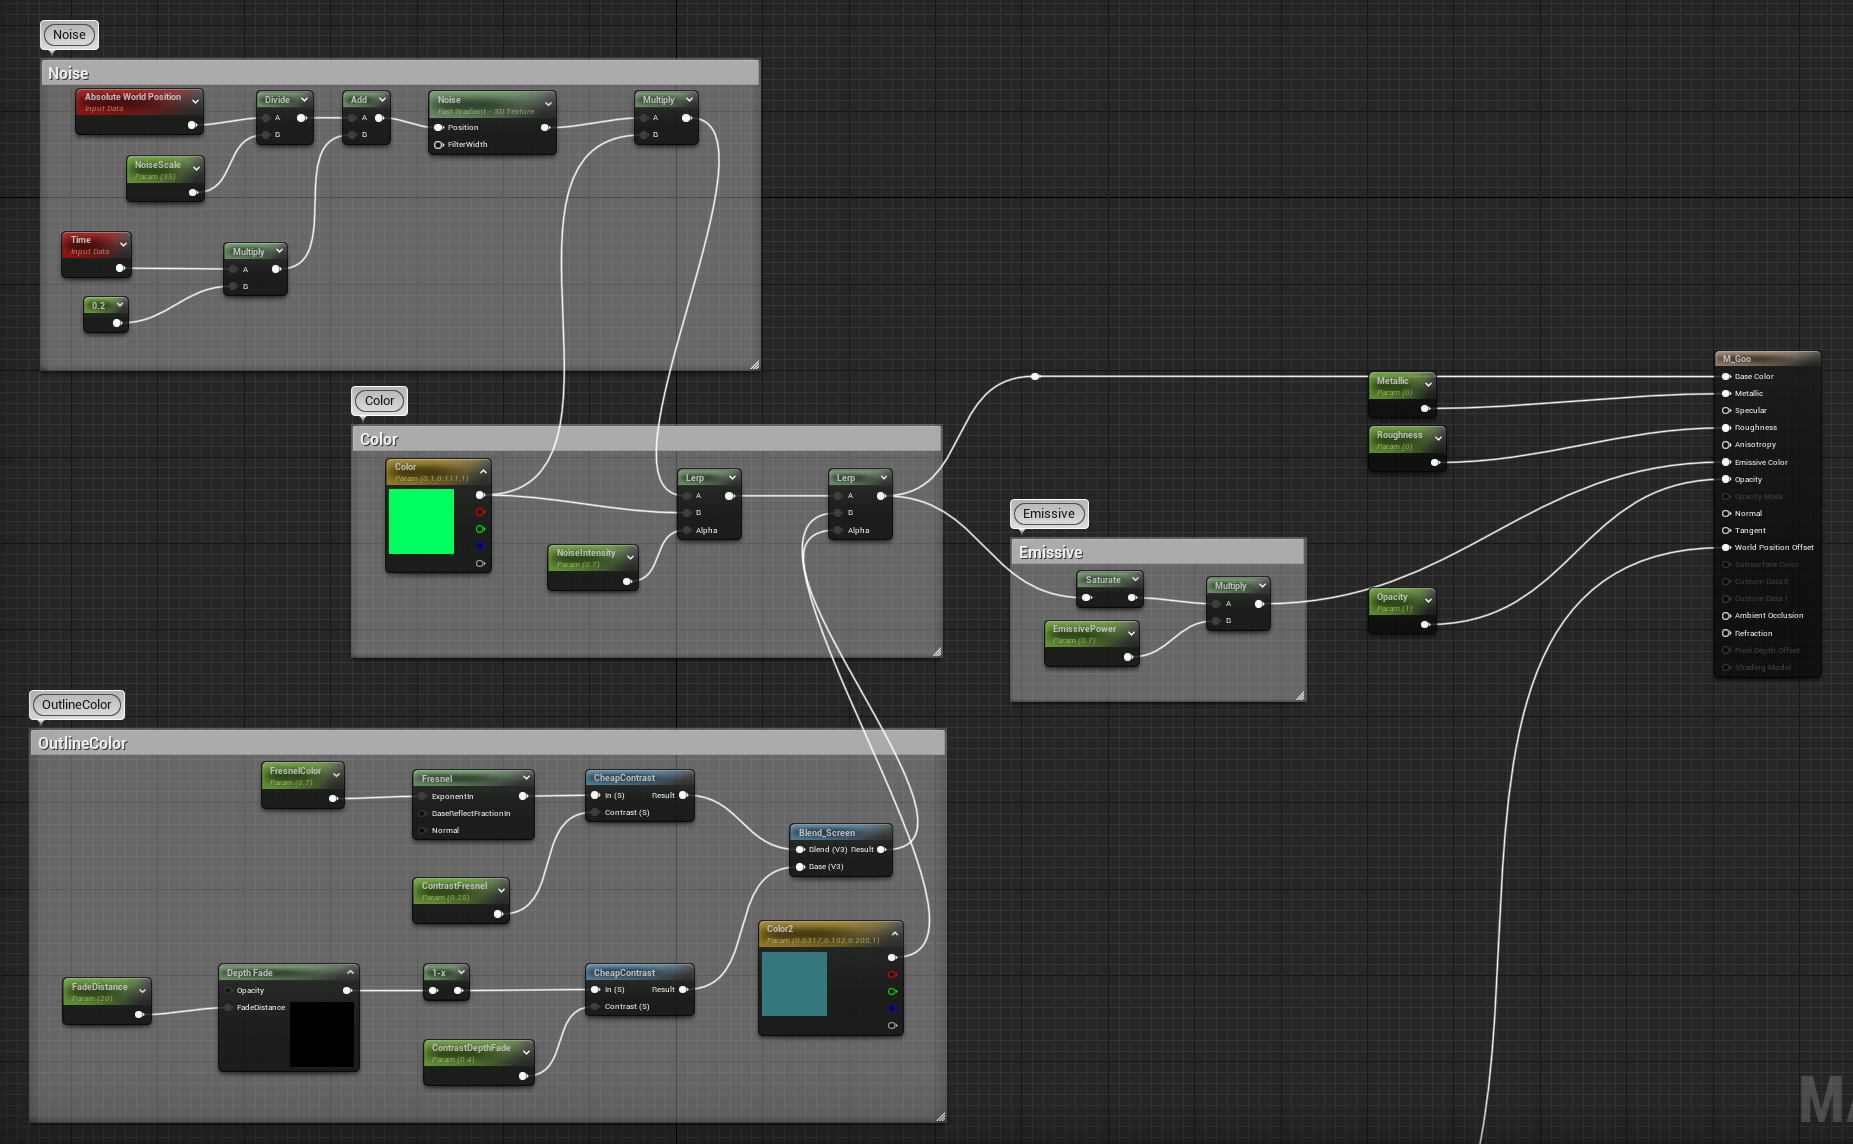 Noise
Noise
Absolute World Position
Input Data
Divide
A
B
Add
A
B
Noise
Fast Gradient - 3D Texture
Position
FilterWidth
Multiply
A
B
NoiseScale
Param (35)
Time
Input Data
Multiply
A
B
0.2
Color
Color
Color
Param (0,1,0.111,1)
Lerp
A
B
Alpha
Lerp
A
B
Alpha
NoiseIntensity
Param (0.7)
Emissive
Emissive
Saturate
Multiply
A
B
EmissivePower
Param (0.7)
Metallic
Param (0)
Roughness
Param (0)
Opacity
Param (1)
M_Goo
Base Color
Metallic
Specular
Roughness
Anisotropy
Emissive Color
Opacity
Opacity Mask
Normal
Tangent
World Position Offset
Subsurface Color
Custom Data 0
Custom Data 1
Ambient Occlusion
Refraction
Pixel Depth Offset
Shading Model
OutlineColor
OutlineColor
FresnelColor
Param (0.7)
Fresnel
ExponentIn
BaseReflectFractionIn
Normal
CheapContrast
In (S) Result
Contrast (S)
ContrastFresnel
Param (0.25)
Blend_Screen
Blend (V3) Result
Base (V3)
Color2
Param (0.0317,0.192,0.208,1)
FadeDistance
Param (20)
Depth Fade
Opacity
FadeDistance
1-x
CheapContrast
In (S) Result
Contrast (S)
ContrastDepthFade
Param (0.4)